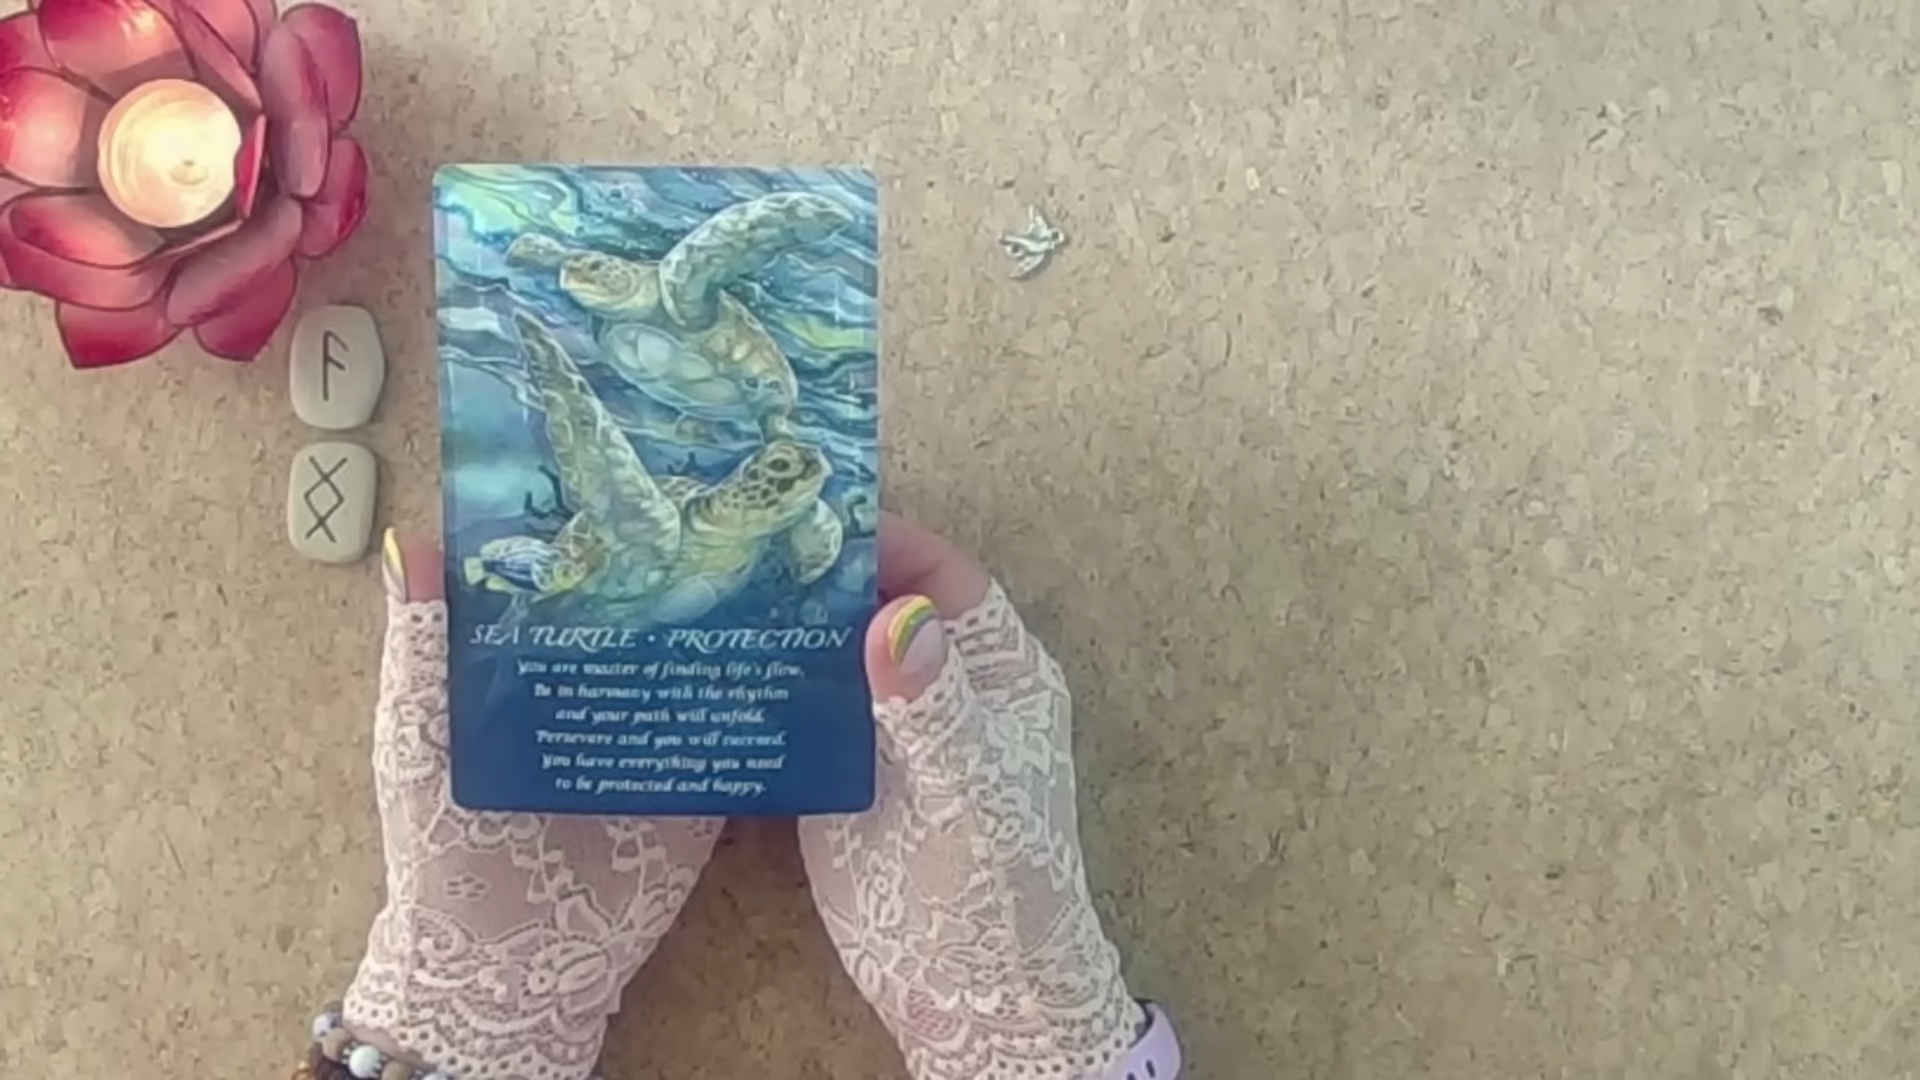 ᚨ
ᛝ
SEA TURTLE • PROTECTION
You are master of finding life's flow.
Be in harmony with the rhythm
and your path will unfold.
Persevere and you will succeed.
You have everything you need
to be protected and happy.